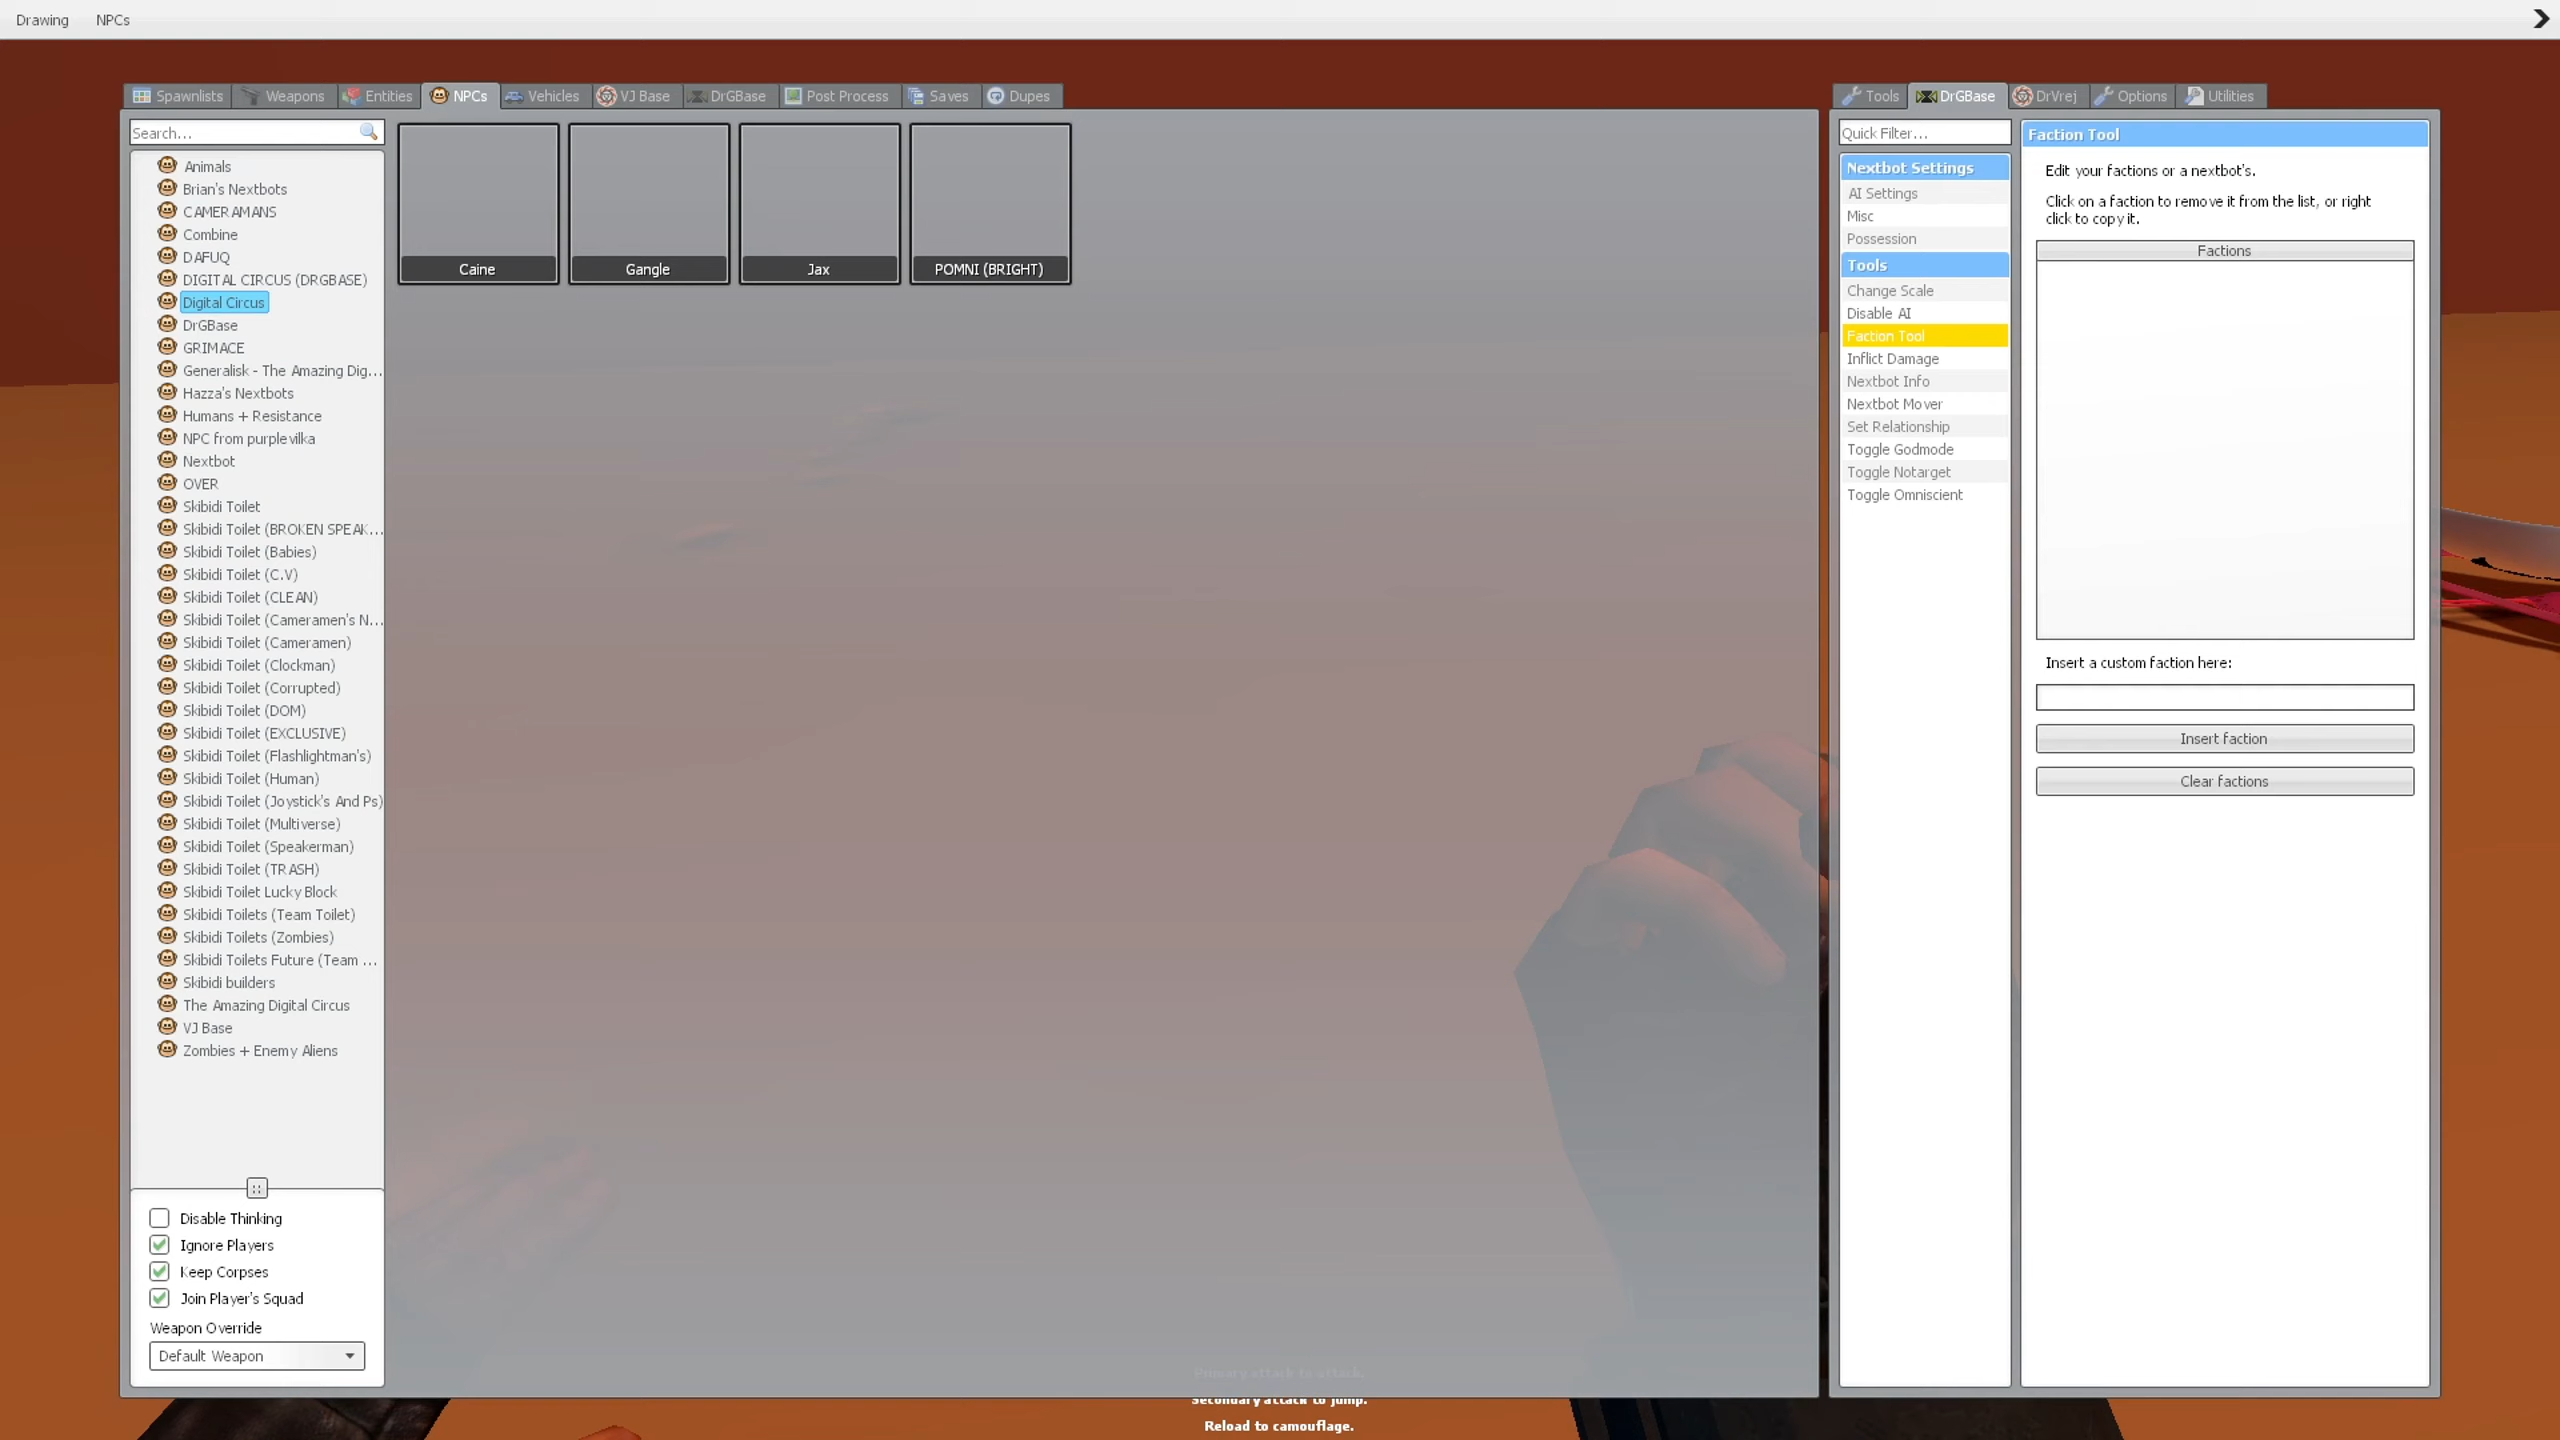 Drawing NPCs
Spawnlists Weapons Entities NPCs Vehicles VJ Base DrGBase Post Process Saves Dupes
Search...
Animals
Brian's Nextbots
CAMERAMANS
Combine
DAFUQ
DIGITAL CIRCUS (DRGBASE)
Digital Circus
DrGBase
GRIMACE
Generalisk - The Amazing Dig...
Hazza's Nextbots
Humans + Resistance
NPC from purplevilka
Nextbot
OVER
Skibidi Toilet
Skibidi Toilet (BROKEN SPEAK...
Skibidi Toilet (Babies)
Skibidi Toilet (C.V)
Skibidi Toilet (CLEAN)
Skibidi Toilet (Cameramen's N...
Skibidi Toilet (Cameramen)
Skibidi Toilet (Clockman)
Skibidi Toilet (Corrupted)
Skibidi Toilet (DOM)
Skibidi Toilet (EXCLUSIVE)
Skibidi Toilet (Flashlightman's)
Skibidi Toilet (Human)
Skibidi Toilet (Joystick's And Ps)
Skibidi Toilet (Multiverse)
Skibidi Toilet (Speakerman)
Skibidi Toilet (TRASH)
Skibidi Toilet Lucky Block
Skibidi Toilets (Team Toilet)
Skibidi Toilets (Zombies)
Skibidi Toilets Future (Team ...
Skibidi builders
The Amazing Digital Circus
VJ Base
Zombies + Enemy Aliens
Disable Thinking
Ignore Players
Keep Corpses
Join Player's Squad
Weapon Override
Default Weapon
Caine Gangle Jax POMNI (BRIGHT)
Primary attack to attack.
Secondary attack to jump.
Reload to camouflage.
Tools DrGBase DrVrej Options Utilities
Quick Filter...
Nextbot Settings
AI Settings
Misc
Possession
Tools
Change Scale
Disable AI
Faction Tool
Inflict Damage
Nextbot Info
Nextbot Mover
Set Relationship
Toggle Godmode
Toggle Notarget
Toggle Omniscient
Faction Tool
Edit your factions or a nextbot's.
Click on a faction to remove it from the list, or right
click to copy it.
Factions
Insert a custom faction here:
Insert faction
Clear factions